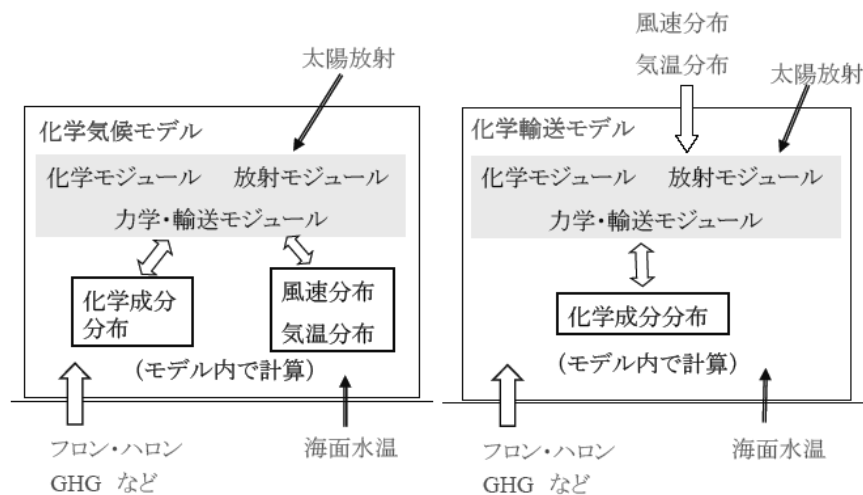 太陽放射
化学気候モデル
化学モジュール 放射モジュール
力学・輸送モジュール
化学成分
分布
風速分布
気温分布
(モデル内で計算)
フロン・ハロン
GHG など
海面水温
風速分布
気温分布
太陽放射
化学輸送モデル
化学モジュール 放射モジュール
力学・輸送モジュール
化学成分分布
(モデル内で計算)
フロン・ハロン
GHG など
海面水温